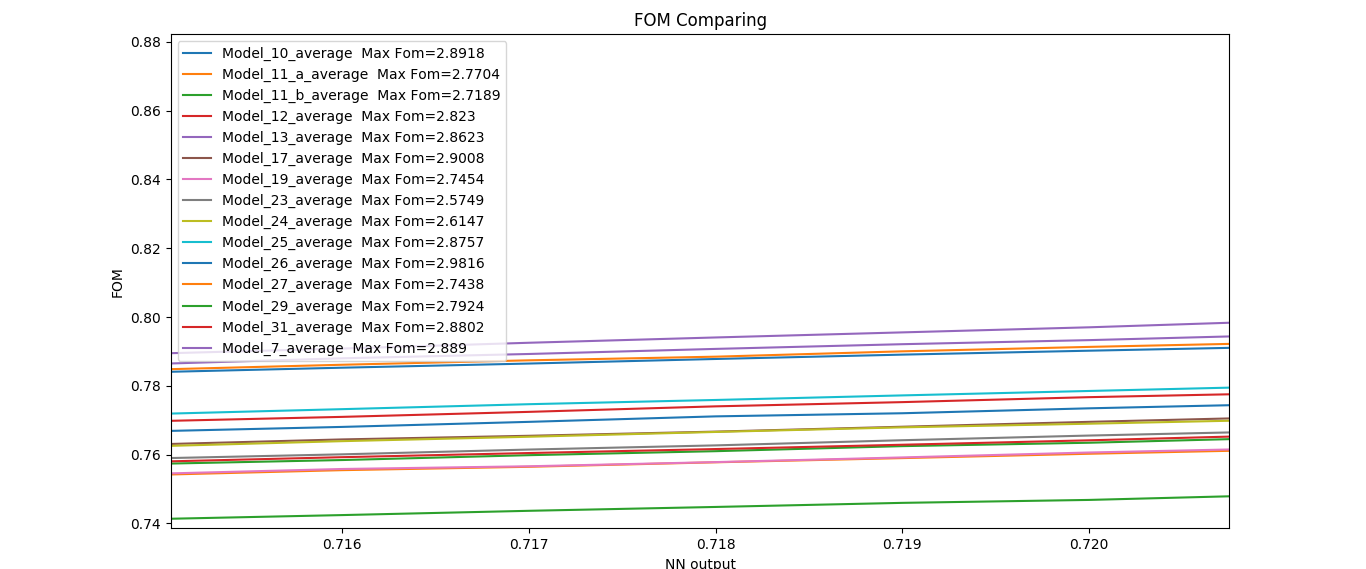 FOM Comparing
0.88
0.86
0.84
0.82
0.80
0.78
0.76
0.74
FOM
Model_10_average  Max Fom=2.8918
Model_11_a_average  Max Fom=2.7704
Model_11_b_average  Max Fom=2.7189
Model_12_average  Max Fom=2.823
Model_13_average  Max Fom=2.8623
Model_17_average  Max Fom=2.9008
Model_19_average  Max Fom=2.7454
Model_23_average  Max Fom=2.5749
Model_24_average  Max Fom=2.6147
Model_25_average  Max Fom=2.8757
Model_26_average  Max Fom=2.9816
Model_27_average  Max Fom=2.7438
Model_29_average  Max Fom=2.7924
Model_31_average  Max Fom=2.8802
Model_7_average  Max Fom=2.889
0.716 0.717 0.718 0.719 0.720
NN output